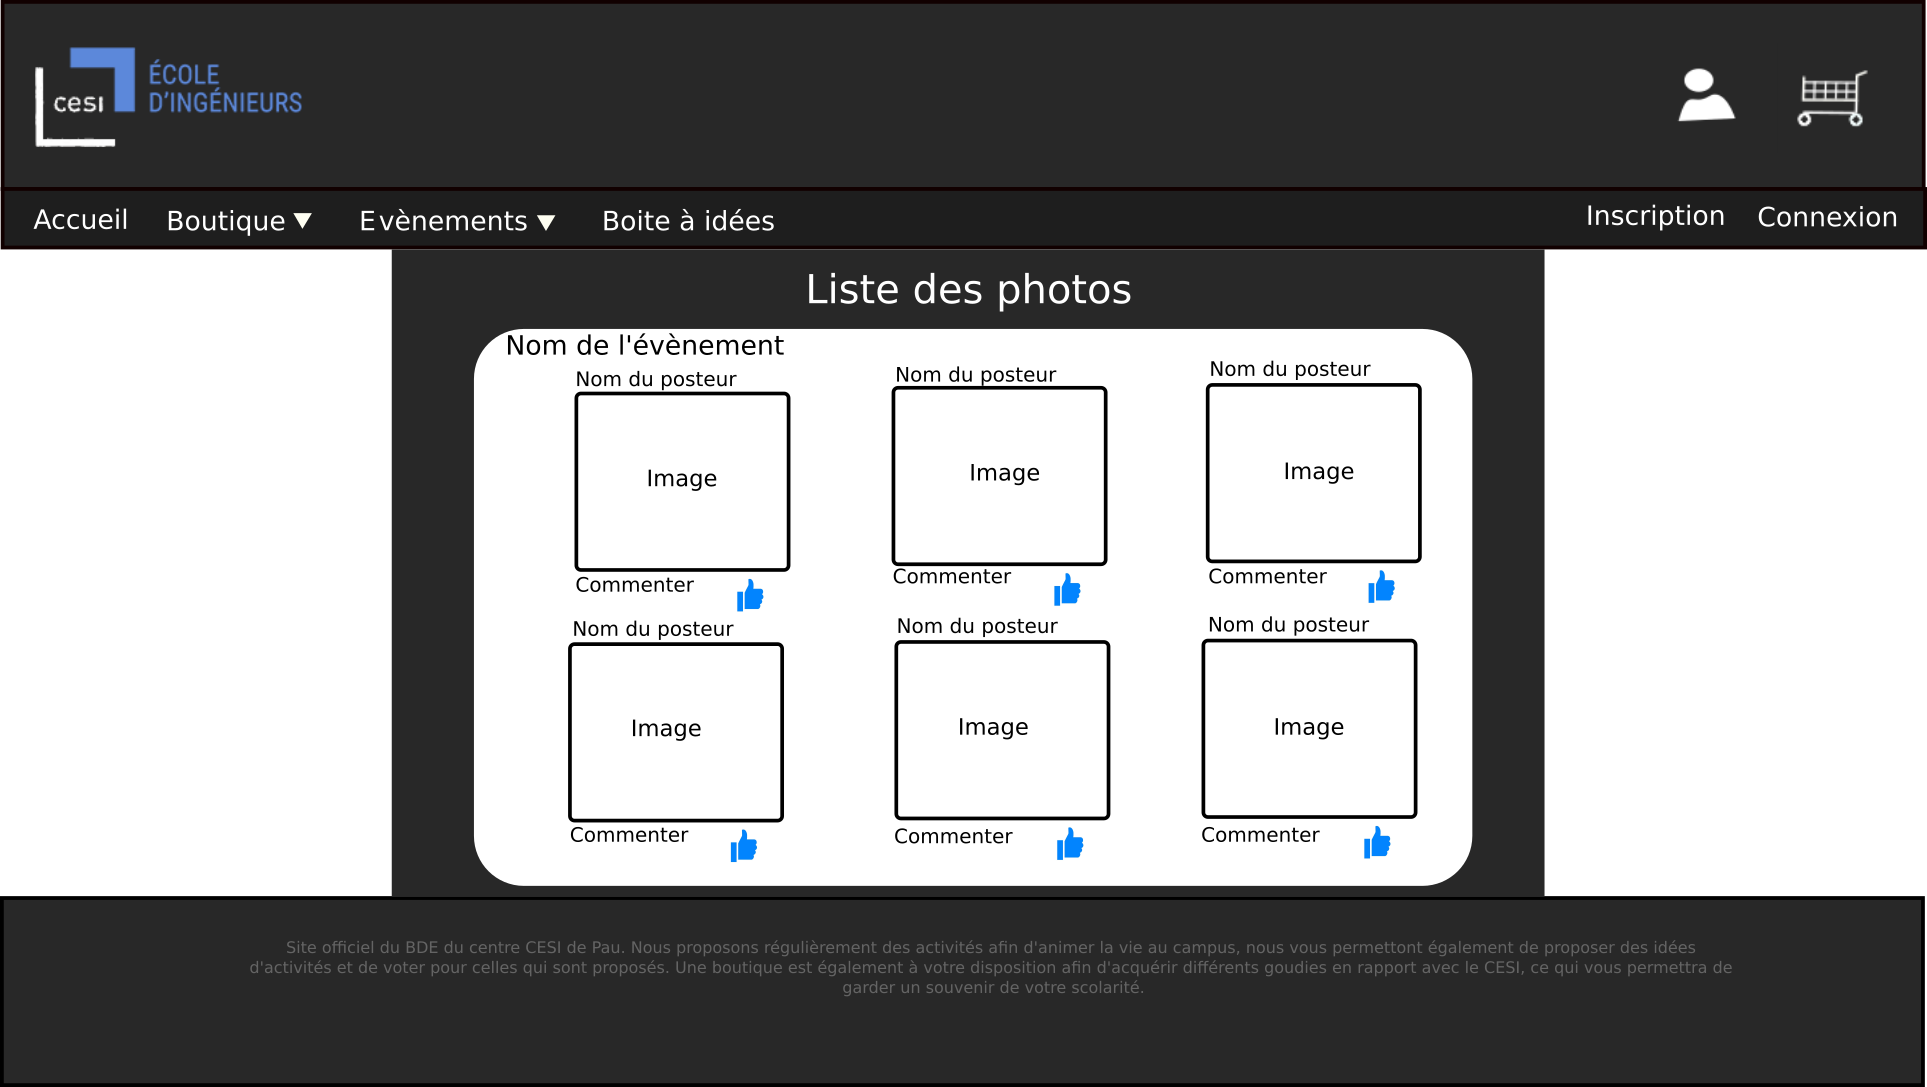 cesi
ÉCOLE
D'INGÉNIEURS
Accueil Boutique Evènements Boite à idées Inscription Connexion
Liste des photos
Nom de l'évènement
Nom du posteur Nom du posteur Nom du posteur
Image Image Image
Commenter Commenter Commenter
Nom du posteur Nom du posteur Nom du posteur
Image Image Image
Commenter Commenter Commenter
Site officiel du BDE du centre CESI de Pau. Nous proposons régulièrement des activités afin d'animer la vie au campus, nous vous permettont également de proposer des idées
d'activités et de voter pour celles qui sont proposés. Une boutique est également à votre disposition afin d'acquérir différents goudies en rapport avec le CESI, ce qui vous permettra de
garder un souvenir de votre scolarité.